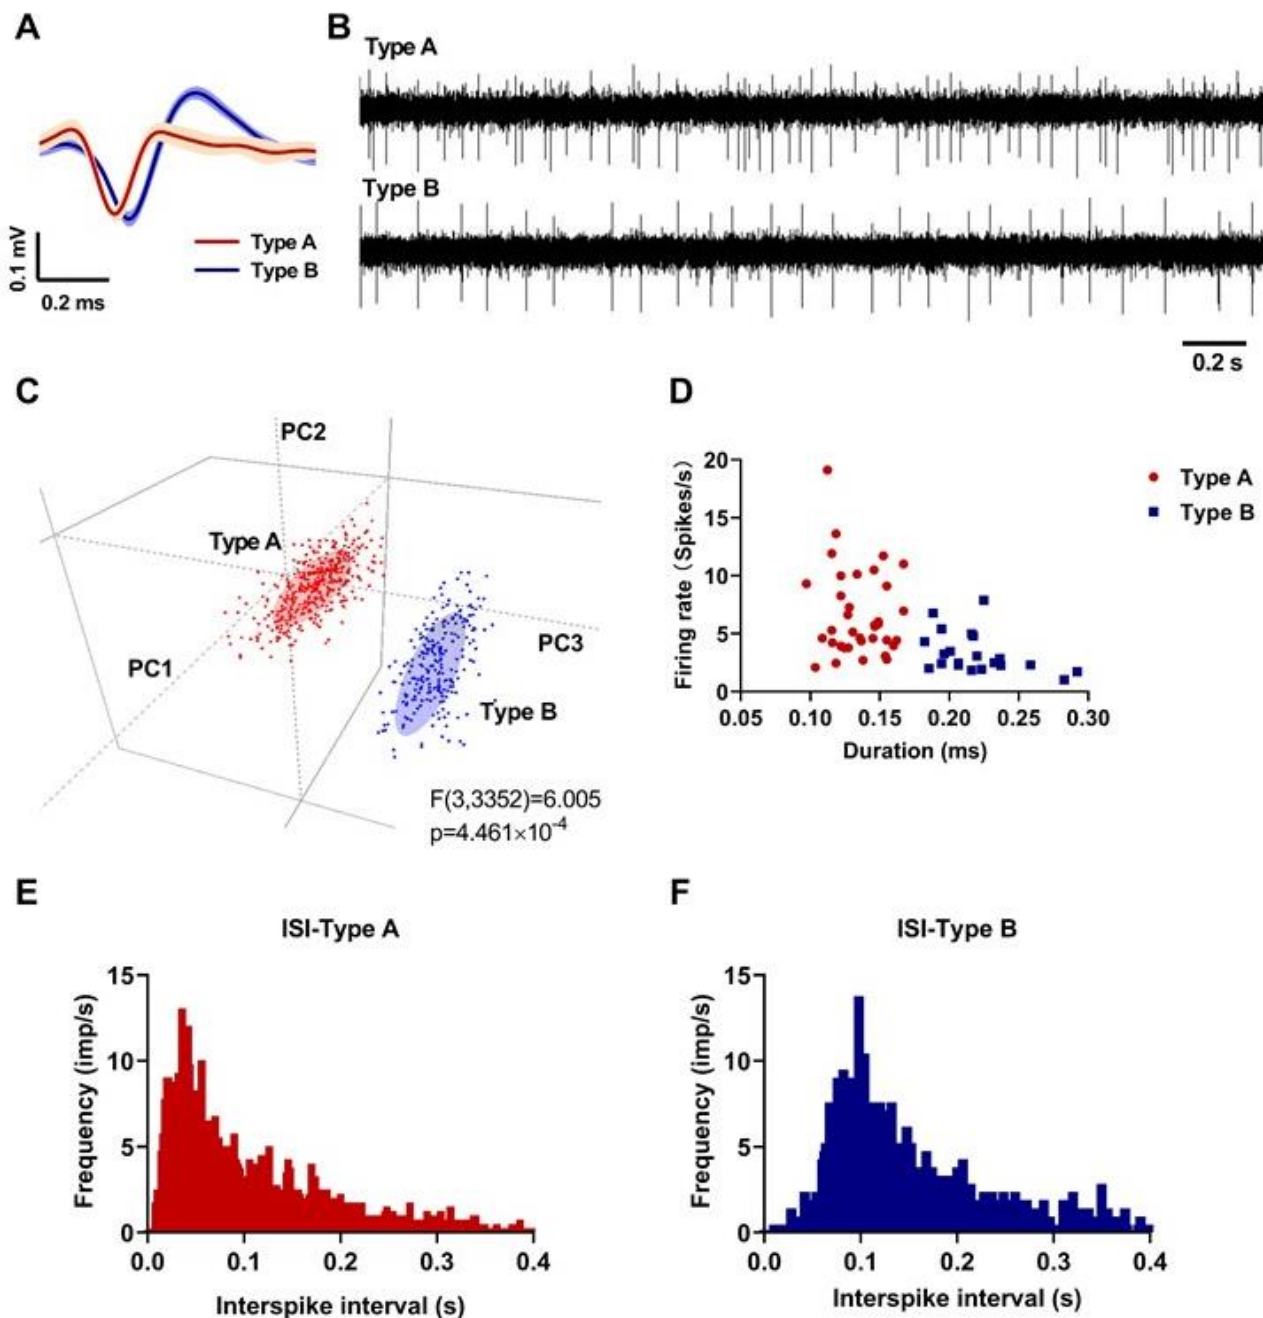 A
0.1 mV
0.2 ms
Type A
Type B
B
Type A
Type B
0.2 s
C
PC2
Type A
PC1
PC3
Type B
F(3,3352)=6.005
p=4.461×10-4
D
Firing rate (Spikes/s)
20
15
10
5
0
0.05 0.10 0.15 0.20 0.25 0.30
Duration (ms)
Type A
Type B
E
ISI-Type A
Frequency (imp/s)
15
10
5
0
0.0 0.1 0.2 0.3 0.4
Interspike interval (s)
F
ISI-Type B
Frequency (imp/s)
15
10
5
0
0.0 0.1 0.2 0.3 0.4
Interspike interval (s)